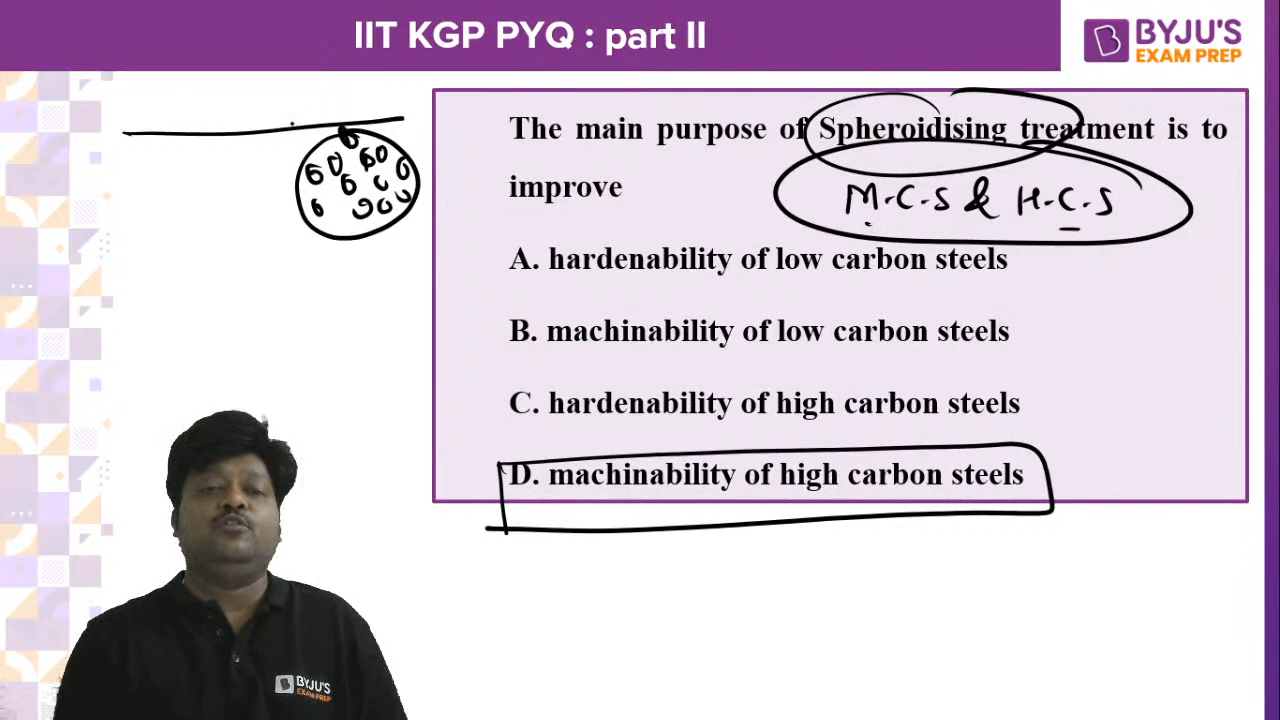 IIT KGP PYQ : part II
BYJU'S
EXAM PREP
The main purpose of Spheroidising treatment is to
improve
M.C.S & H.C.S
A. hardenability of low carbon steels
B. machinability of low carbon steels
C. hardenability of high carbon steels
D. machinability of high carbon steels
BYJU'S
EXAM PREP